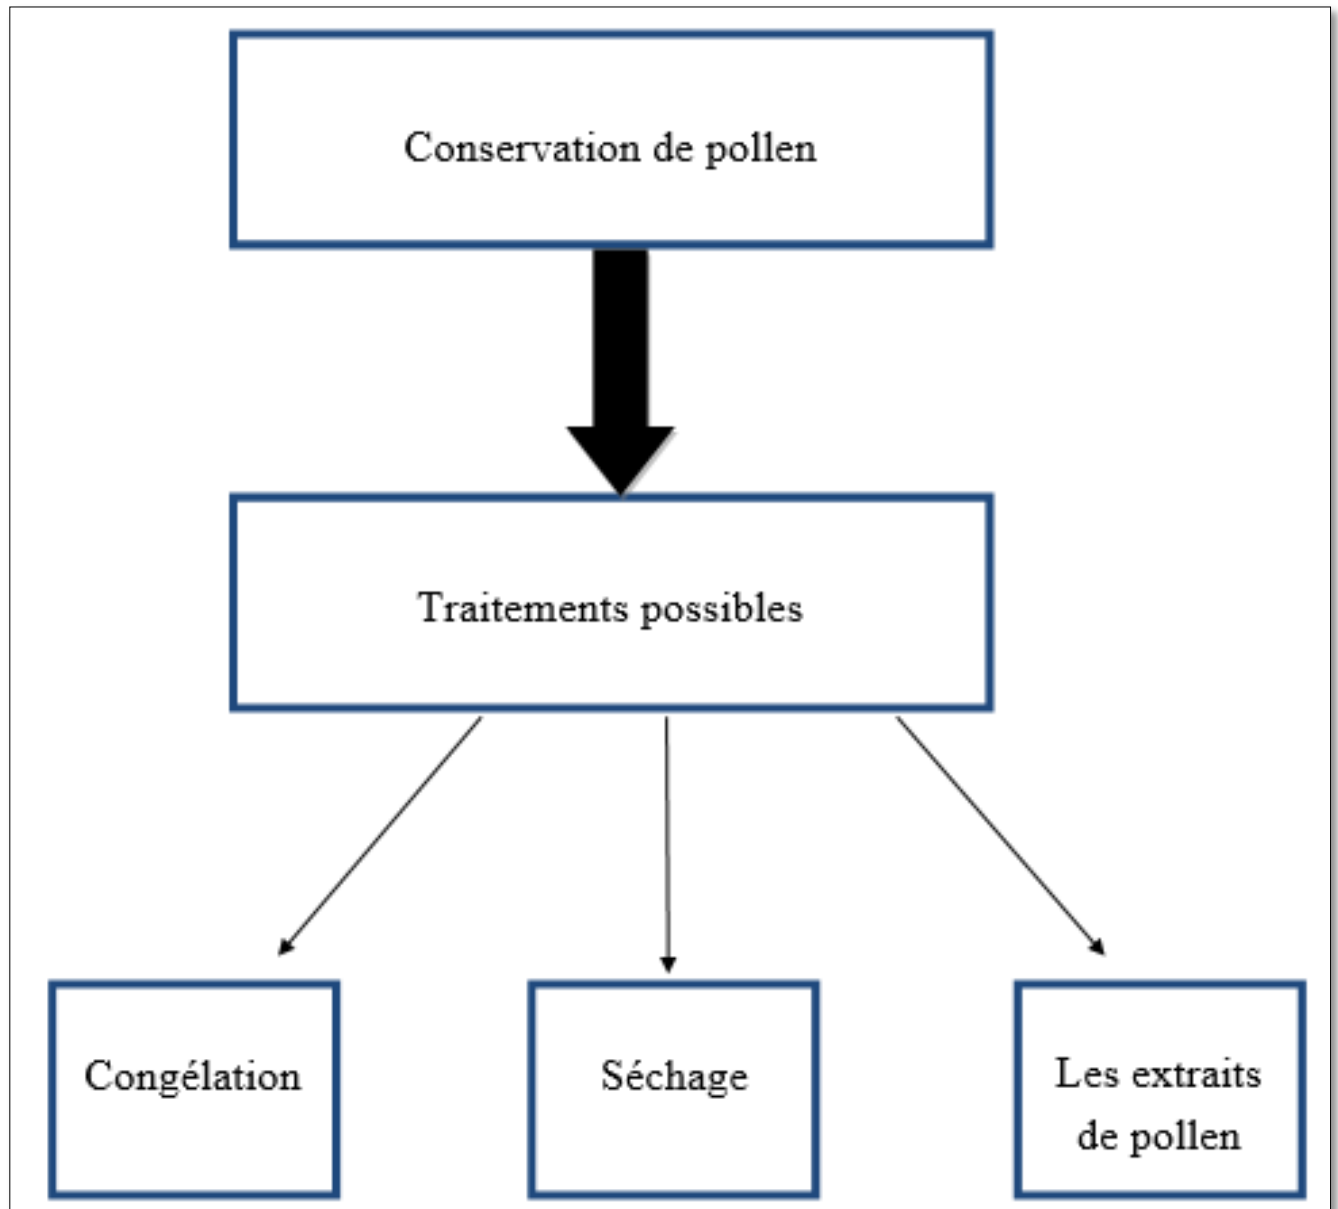 Conservation de pollen
Traitements possibles
Congélation
Séchage
Les extraits
de pollen